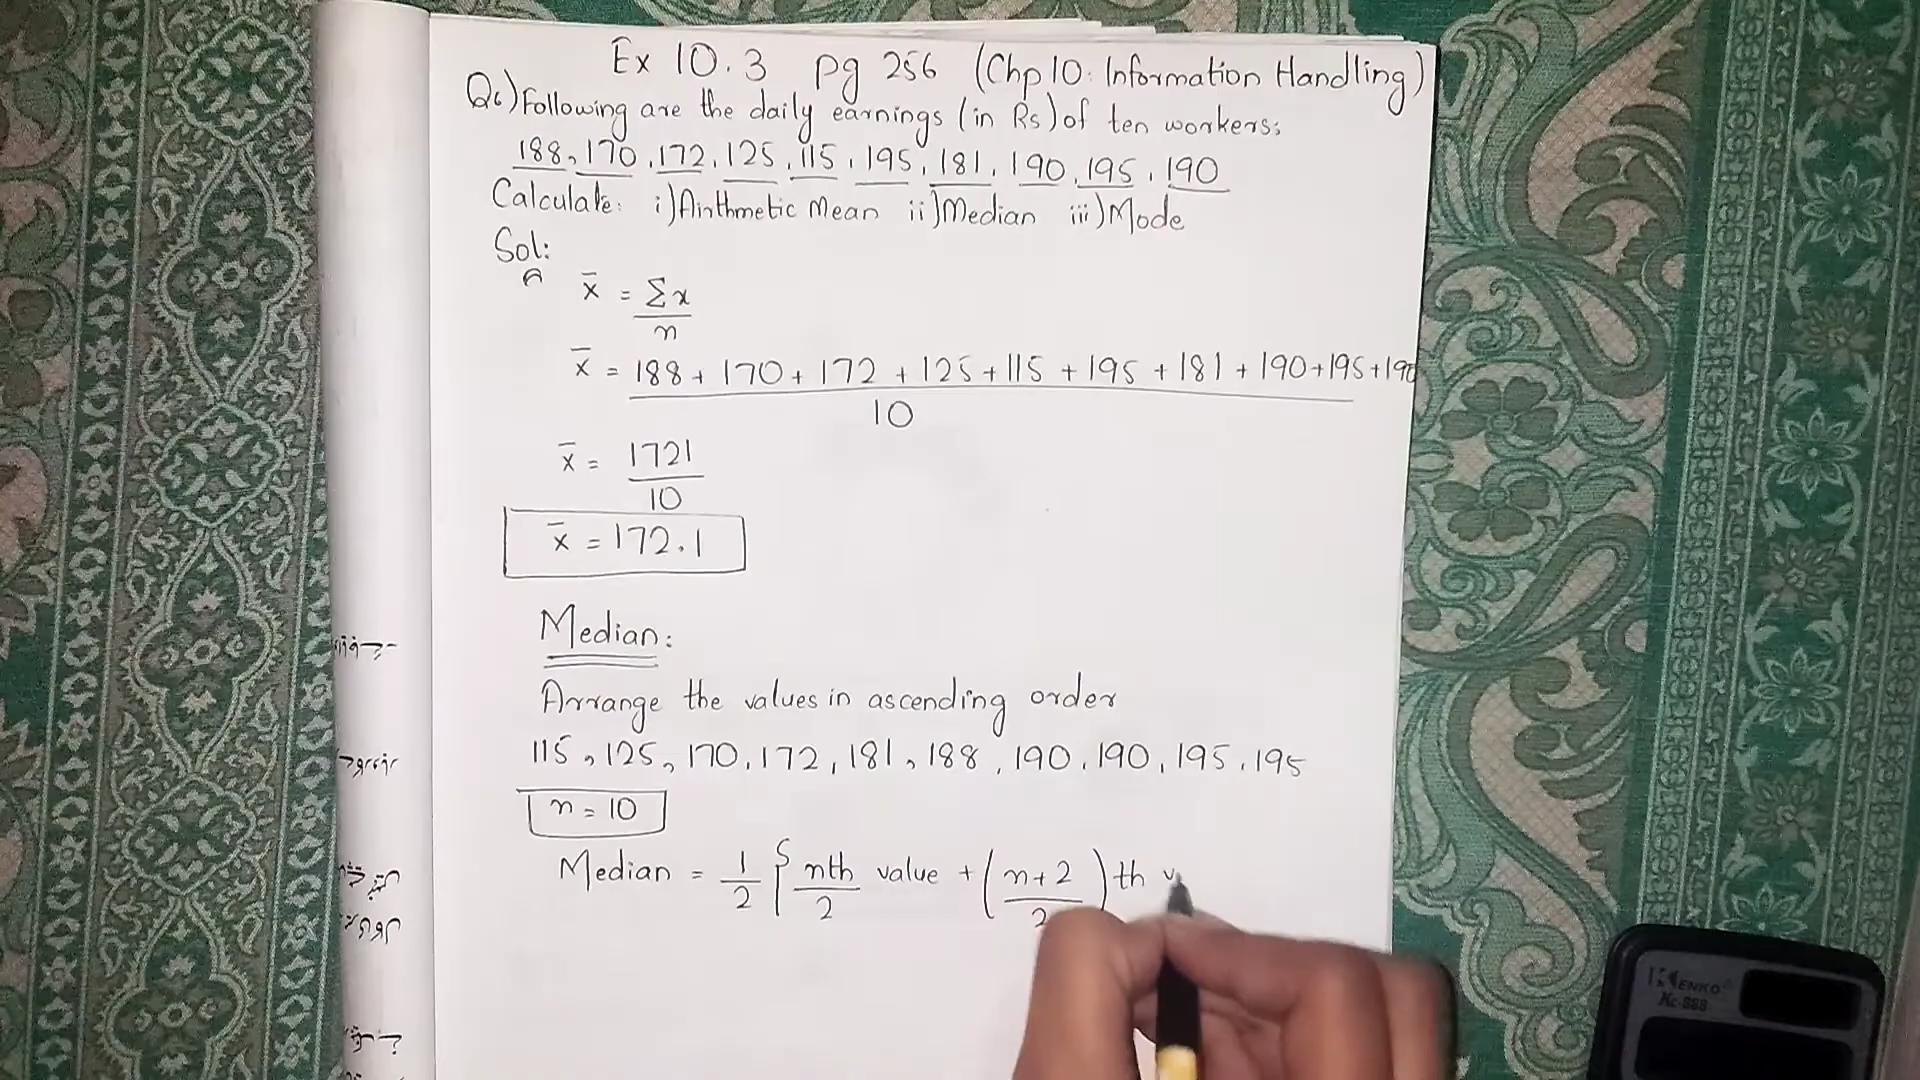 Ex 10.3 pg 256 (Chp 10: Information Handling)
Q6) Following are the daily earnings (in Rs) of ten workers:
188, 170, 172, 125, 115, 195, 181, 190, 195, 190
Calculate: i) Arithmetic Mean ii) Median iii) Mode
Sol:
x̄ = Σx/n
x̄ = 188 + 170 + 172 + 125 + 115 + 195 + 181 + 190 + 195 + 190 / 10
x̄ = 1721/10
x̄ = 172.1
Median:
Arrange the values in ascending order
115, 125, 170, 172, 181, 188, 190, 190, 195, 195
n = 10
Median = 1/2 { nth/2 value + (n+2/2) th v
KENKO
Kc-888